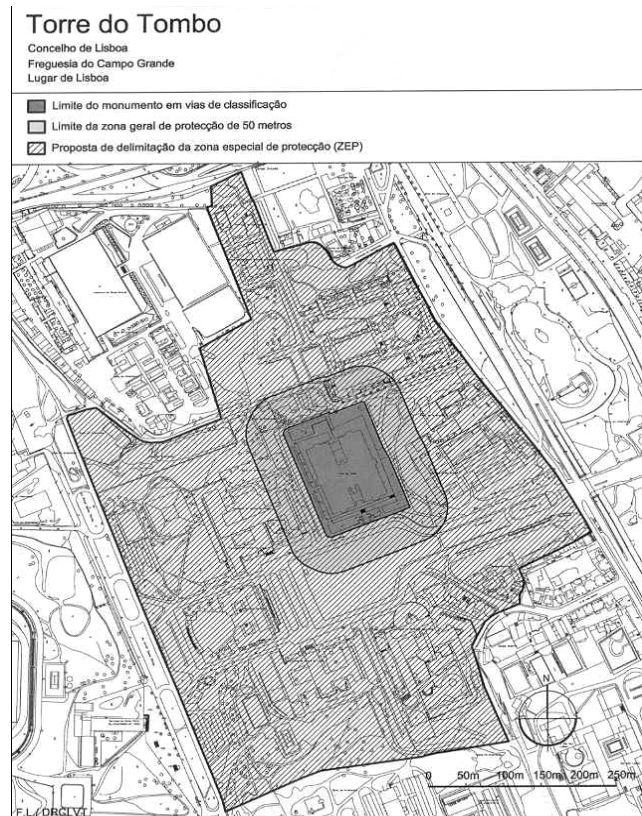 Torre do Tombo
Concelho de Lisboa
Freguesia do Campo Grande
Lugar de Lisboa
Limite do monumento em vias de classificação
Limite da zona geral de protecção de 50 metros
Proposta de delimitação da zona especial de protecção (ZEP)
N
0 50m 100m 150m 200m 250m
F.L./DRCLVT